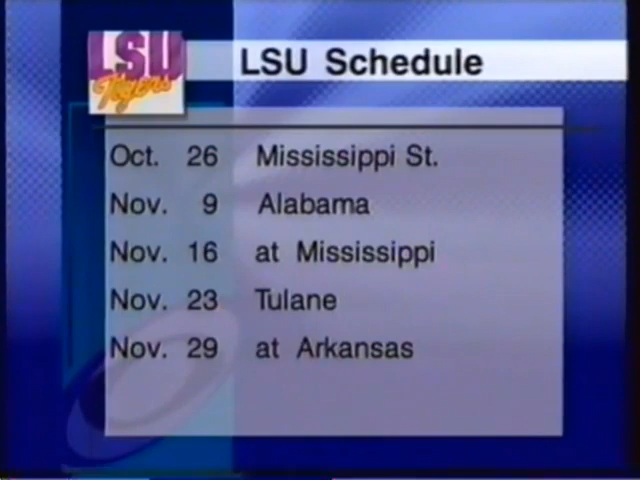 LSU
Tigers
LSU Schedule
Oct. 26 Mississippi St.
Nov. 9 Alabama
Nov. 16 at Mississippi
Nov. 23 Tulane
Nov. 29 at Arkansas